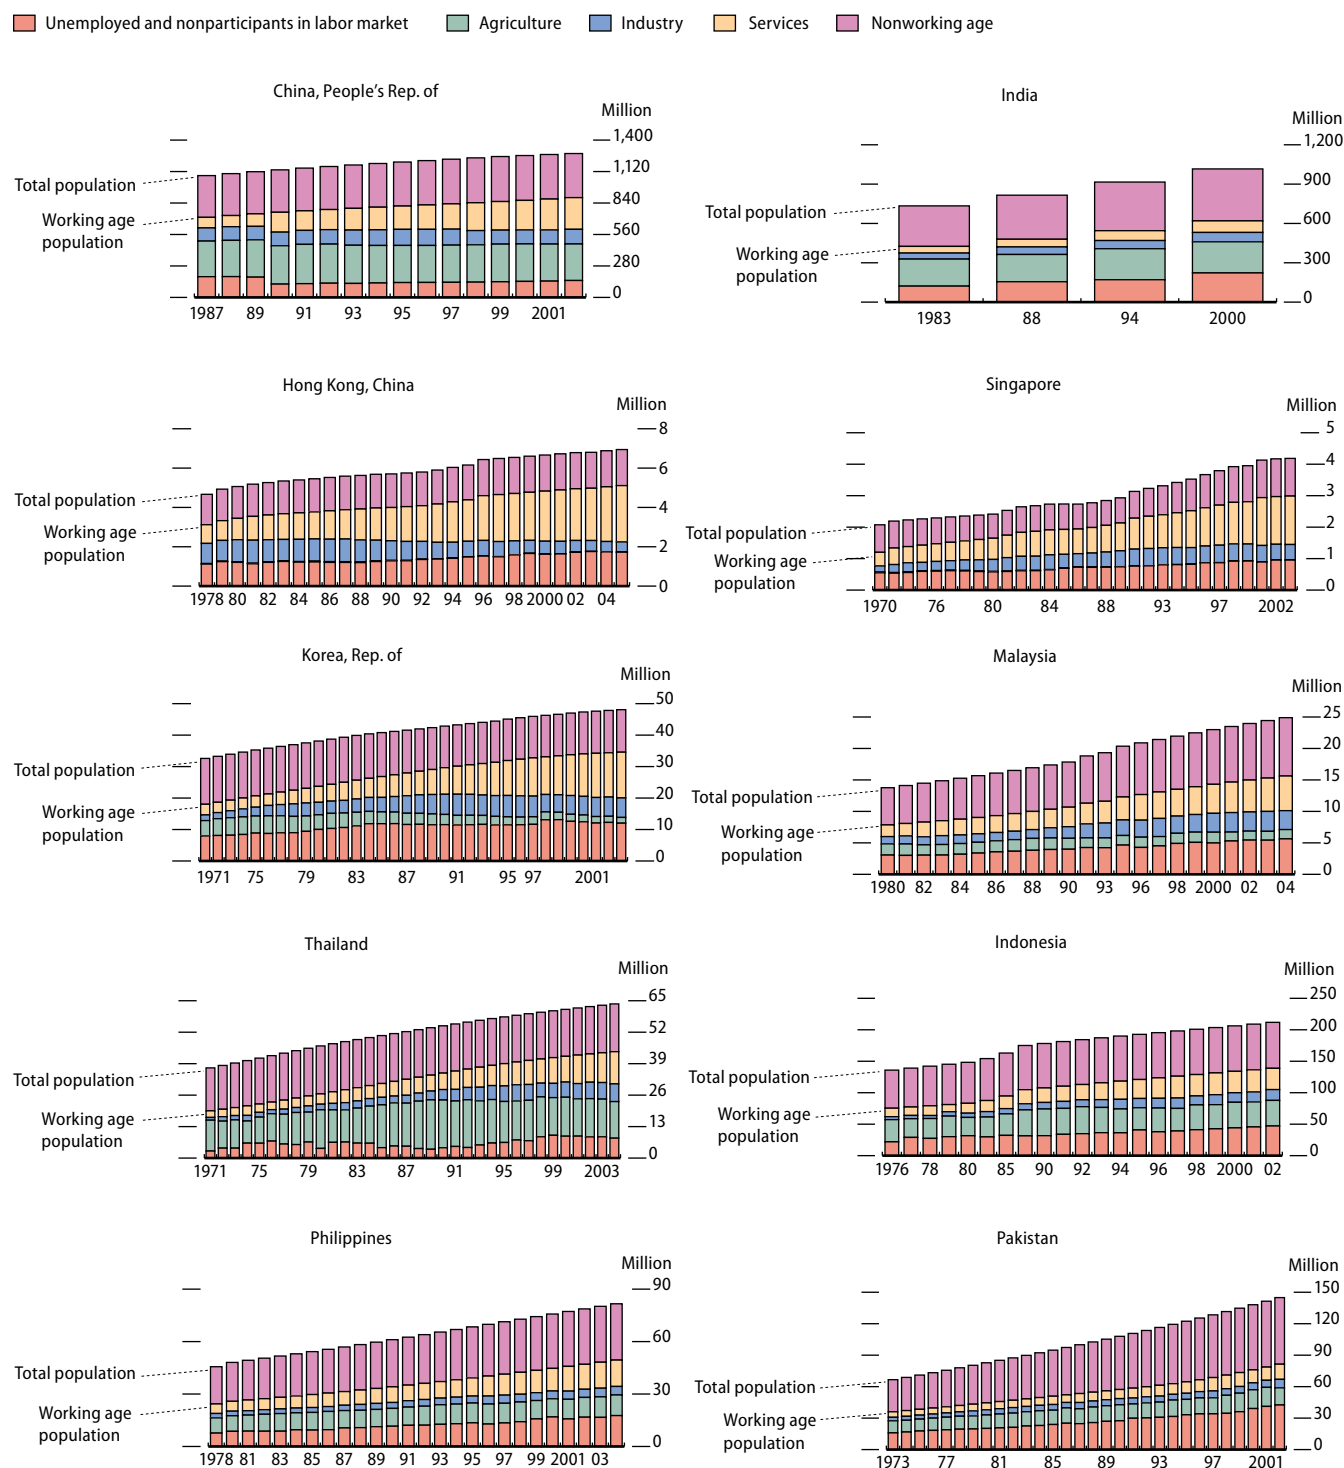 Unemployed and nonparticipants in labor market Agriculture Industry Services Nonworking age
China, People's Rep. of
Million
1,400
1,120
840
560
280
0
Total population
Working age
population
1987 89 91 93 95 97 99 2001
India
Million
1,200
900
600
300
0
Total population
Working age
population
1983 88 94 2000
Hong Kong, China
Million
8
6
4
2
0
Total population
Working age
population
1978 80 82 84 86 88 90 92 94 96 98 2000 02 04
Singapore
Million
5
4
3
2
1
0
Total population
Working age
population
1970 76 80 84 88 93 97 2002
Korea, Rep. of
Million
50
40
30
20
10
0
Total population
Working age
population
1971 75 79 83 87 91 95 97 2001
Malaysia
Million
25
20
15
10
5
0
Total population
Working age
population
1980 82 84 86 88 90 93 96 98 2000 02 04
Thailand
Million
65
52
39
26
13
0
Total population
Working age
population
1971 75 79 83 87 91 95 99 2003
Indonesia
Million
250
200
150
100
50
0
Total population
Working age
population
1976 78 80 85 90 92 94 96 98 2000 02
Philippines
Million
90
60
30
0
Total population
Working age
population
1978 81 83 85 87 89 91 93 95 97 99 2001 03
Pakistan
Million
150
120
90
60
30
0
Total population
Working age
population
1973 77 81 85 89 93 97 2001